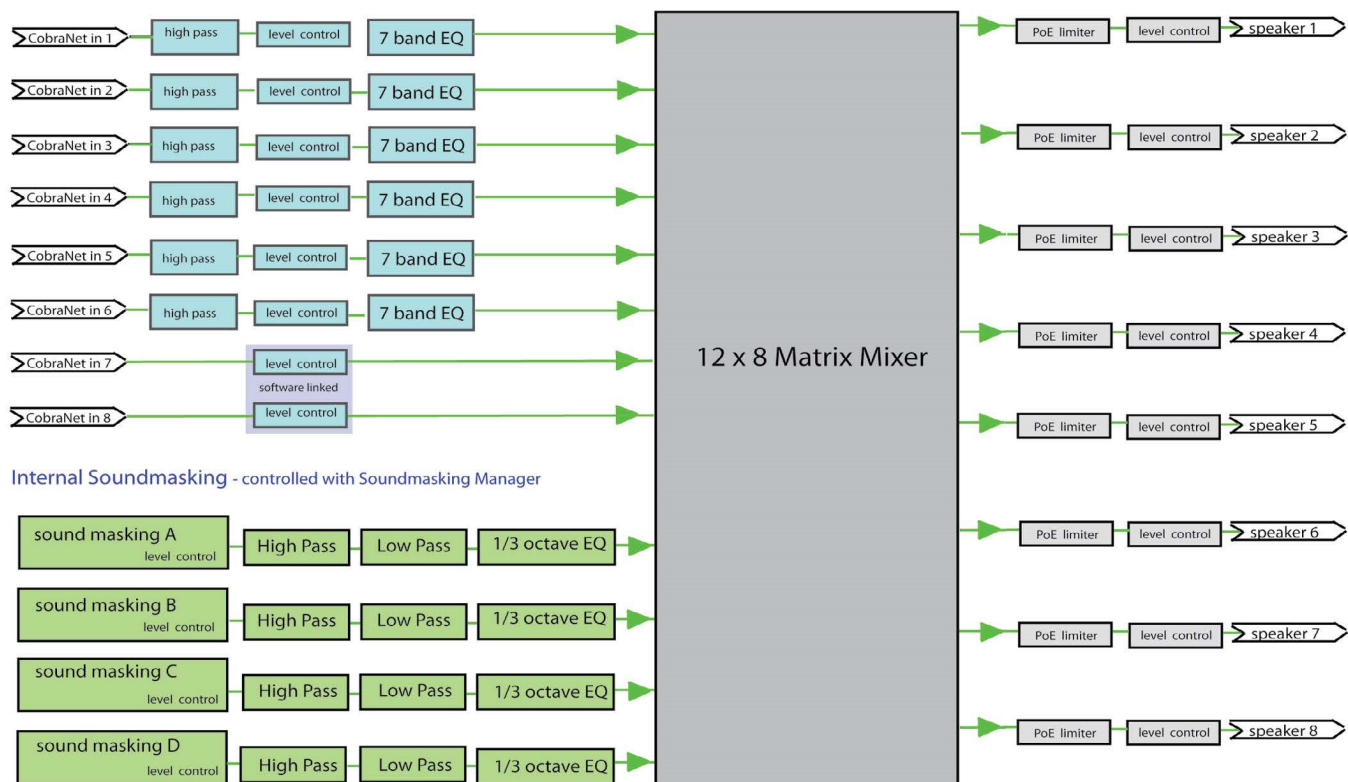 CobraNet in 1 high pass level control 7 band EQ
CobraNet in 2 high pass level control 7 band EQ
CobraNet in 3 high pass level control 7 band EQ
CobraNet in 4 high pass level control 7 band EQ
CobraNet in 5 high pass level control 7 band EQ
CobraNet in 6 high pass level control 7 band EQ
CobraNet in 7 level control
software linked
CobraNet in 8 level control
Internal Soundmasking - controlled with Soundmasking Manager
sound masking A
level control High Pass Low Pass 1/3 octave EQ
sound masking B
level control High Pass Low Pass 1/3 octave EQ
sound masking C
level control High Pass Low Pass 1/3 octave EQ
sound masking D
level control High Pass Low Pass 1/3 octave EQ
12 x 8 Matrix Mixer
PoE limiter level control speaker 1
PoE limiter level control speaker 2
PoE limiter level control speaker 3
PoE limiter level control speaker 4
PoE limiter level control speaker 5
PoE limiter level control speaker 6
PoE limiter level control speaker 7
PoE limiter level control speaker 8